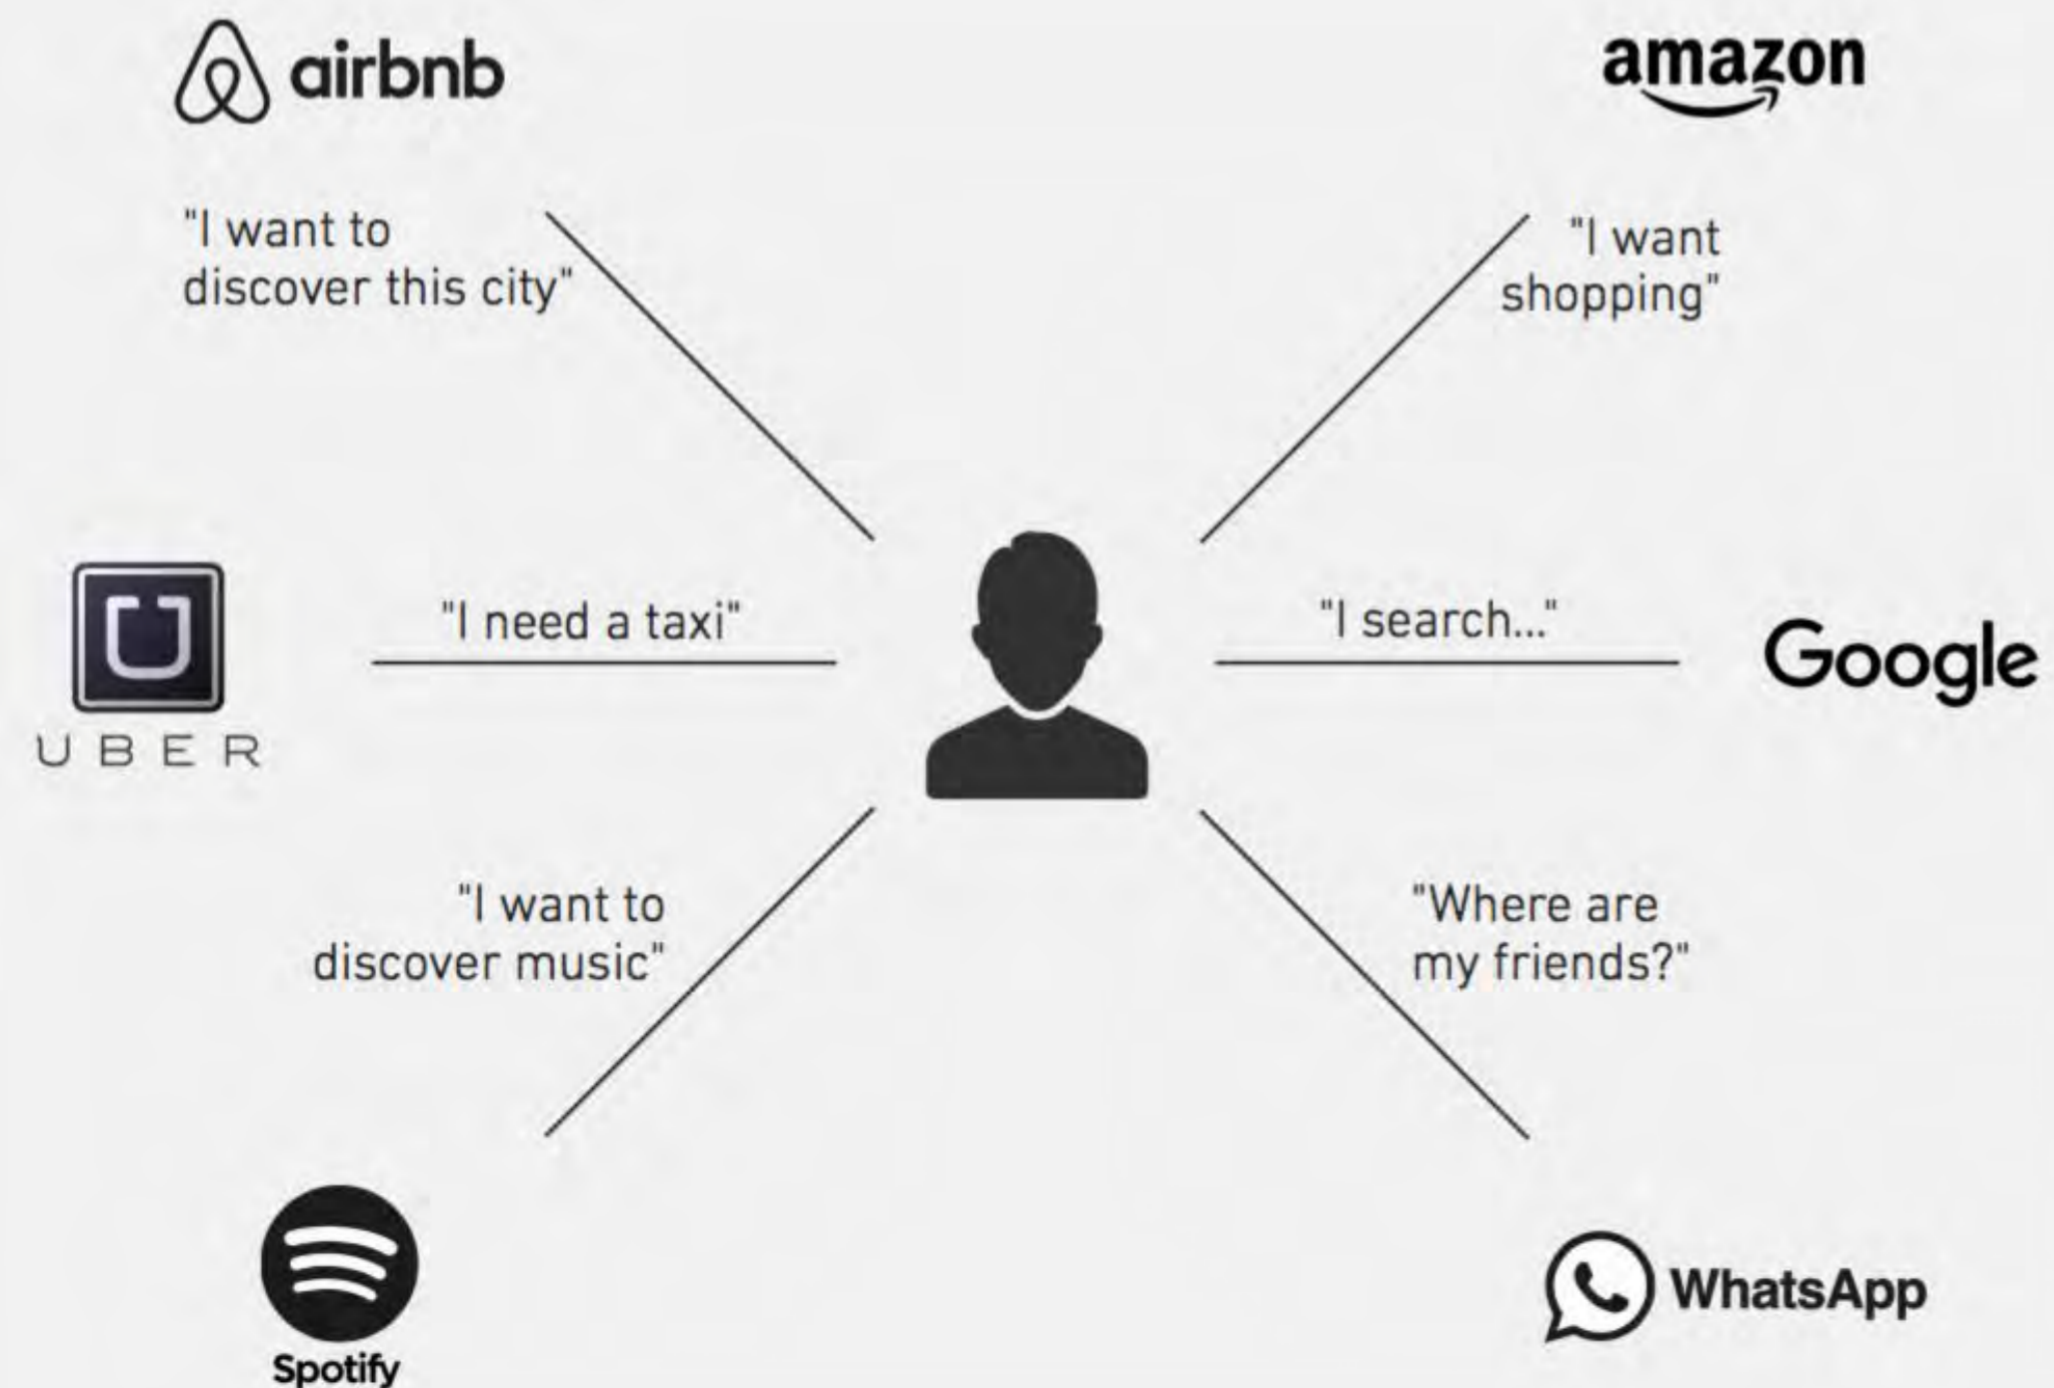 airbnb
amazon
"I want to
discover this city"
"I want
shopping"
"I need a taxi"
"I search..."
Google
U
UBER
"I want to
discover music"
"Where are
my friends?"
Spotify
WhatsApp